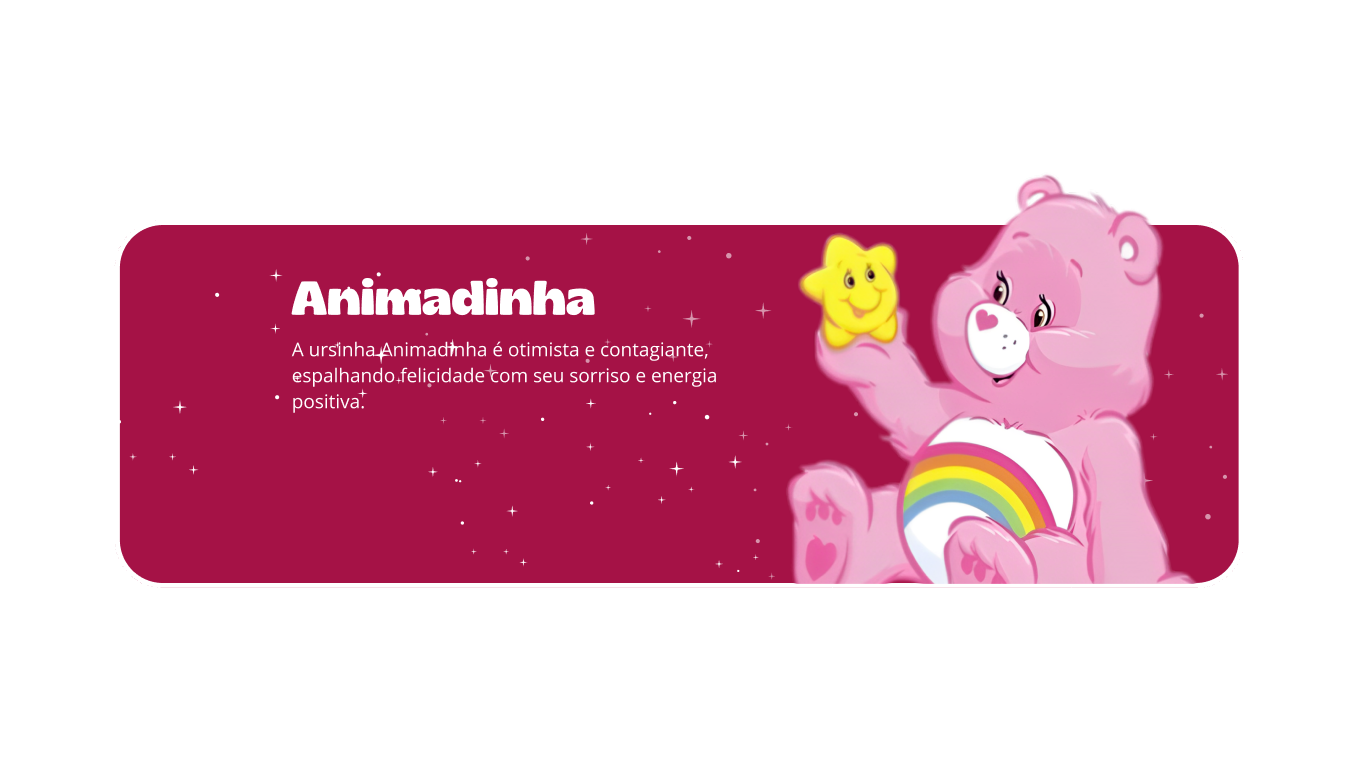 Animadinha
A ursinha Animadinha é otimista e contagiante,
espalhando felicidade com seu sorriso e energia
positiva.